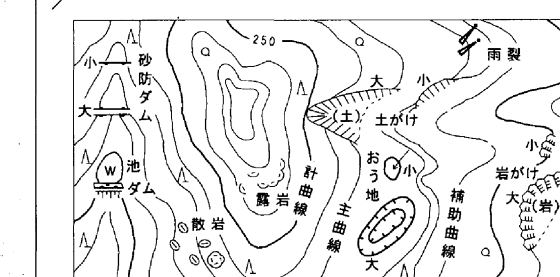 250
小
砂防ダム
大
W
池
ダム
散岩
露岩
計曲線
大 小
(土) 土がけ
雨裂
おう地
小
大
主曲線
補助曲線
小
岩がけ
大
(岩)